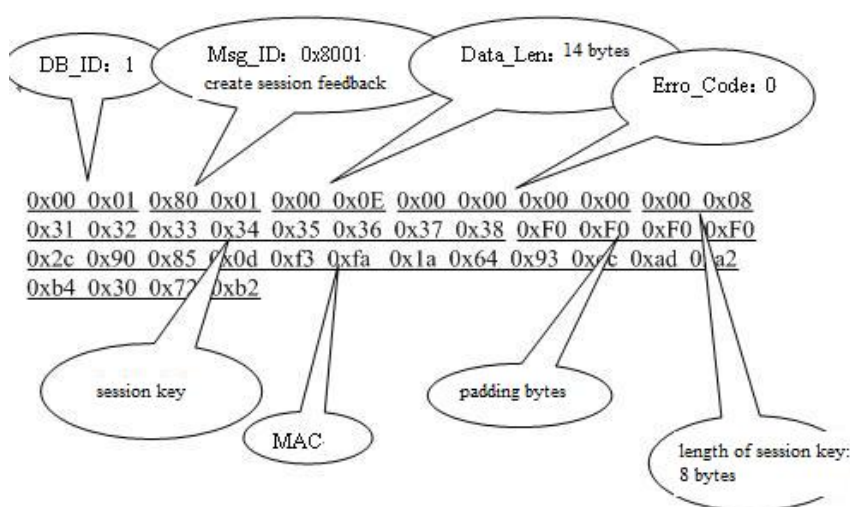 DB_ID: 1
Msg_ID: 0x8001
create session feedback
Data_Len: 14 bytes
Erro_Code: 0
0x00 0x01 0x80 0x01 0x00 0x0E 0x00 0x00 0x00 0x00 0x00 0x08
0x31 0x32 0x33 0x34 0x35 0x36 0x37 0x38 0xF0 0xF0 0xF0 0xF0
0x2c 0x90 0x85 0x0d 0xf3 0xfa 0x1a 0x64 0x93 0xad
0xb4 0x30 0x72 0xb2
session key
MAC
padding bytes
length of session key:
8 bytes